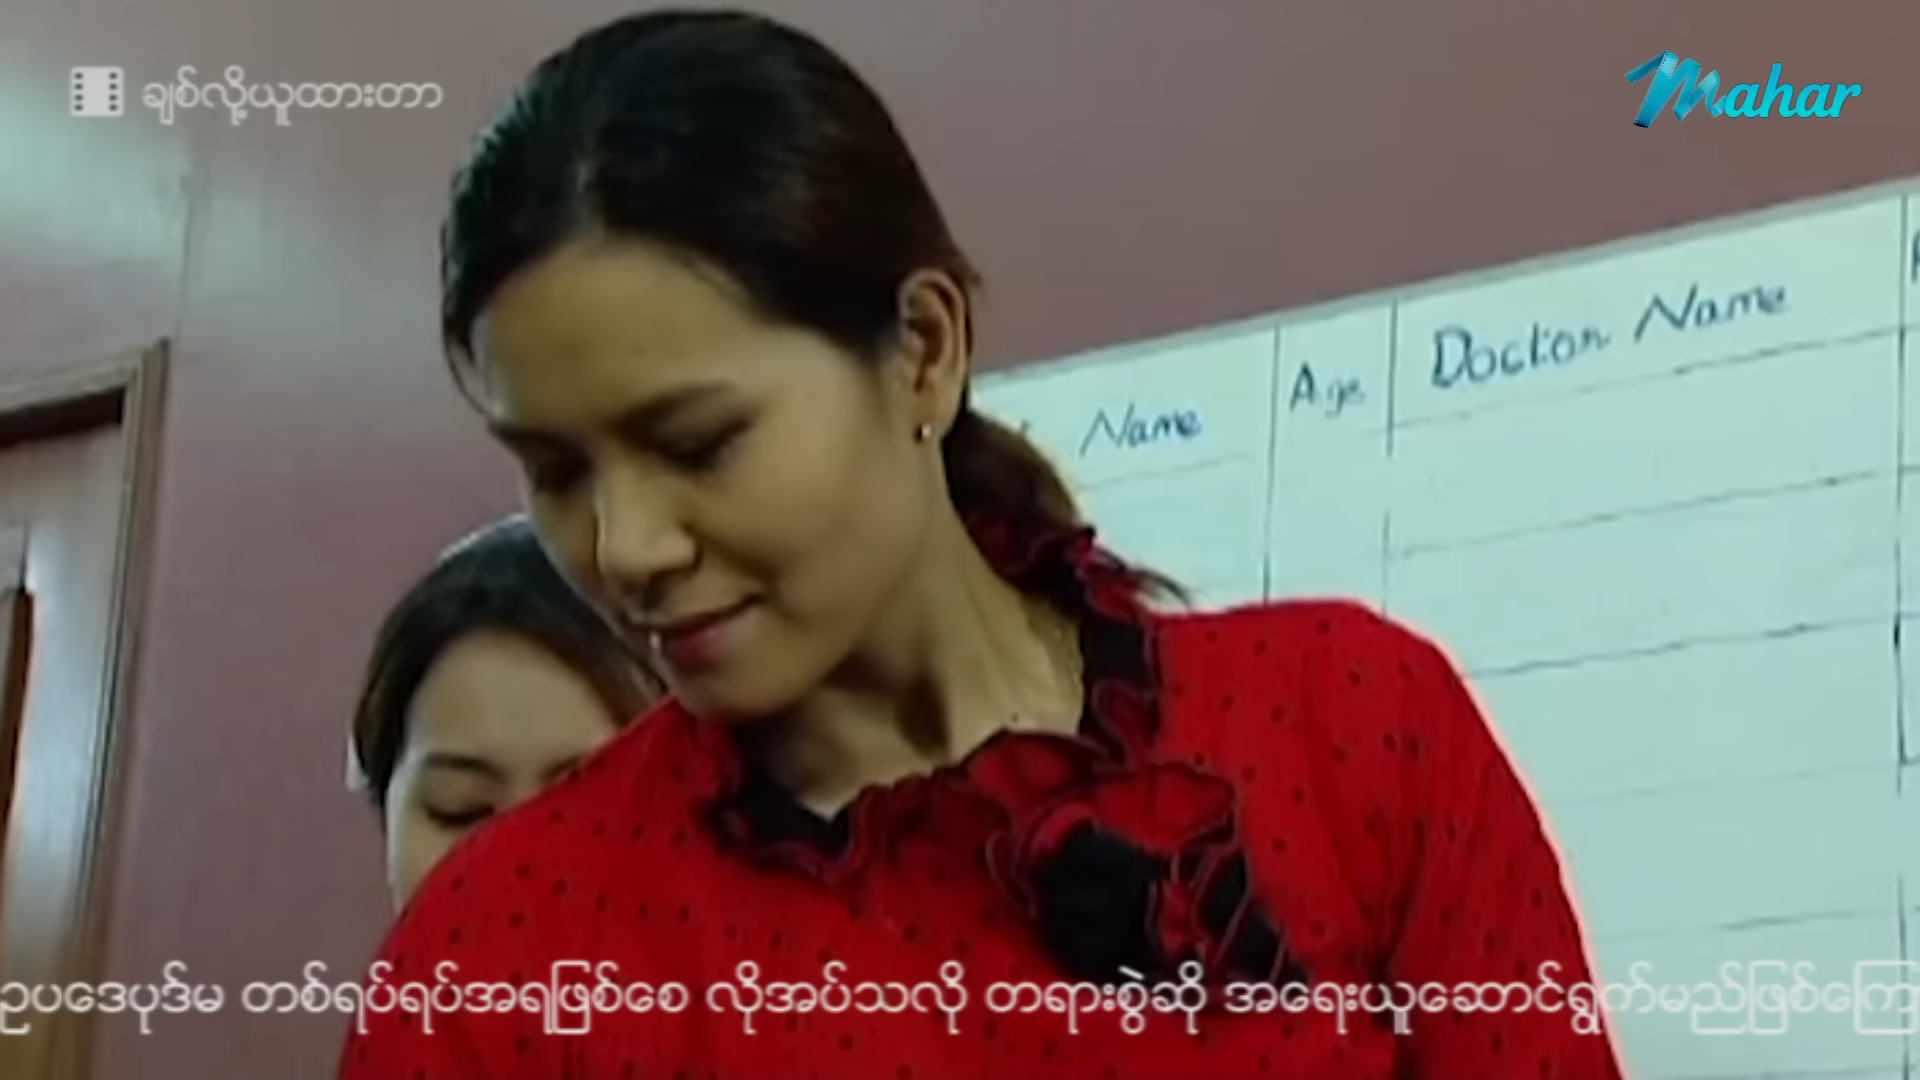 ချစ်လို့ယူထားတာ
Mahar
Name
Age
Doctor Name
ဥပဒေပုဒ်မ တစ်ရပ်ရပ်အရဖြစ်စေ လိုအပ်သလို တရားစွဲဆို အရေးယူဆောင်ရွက်မည်ဖြစ်ကြေ